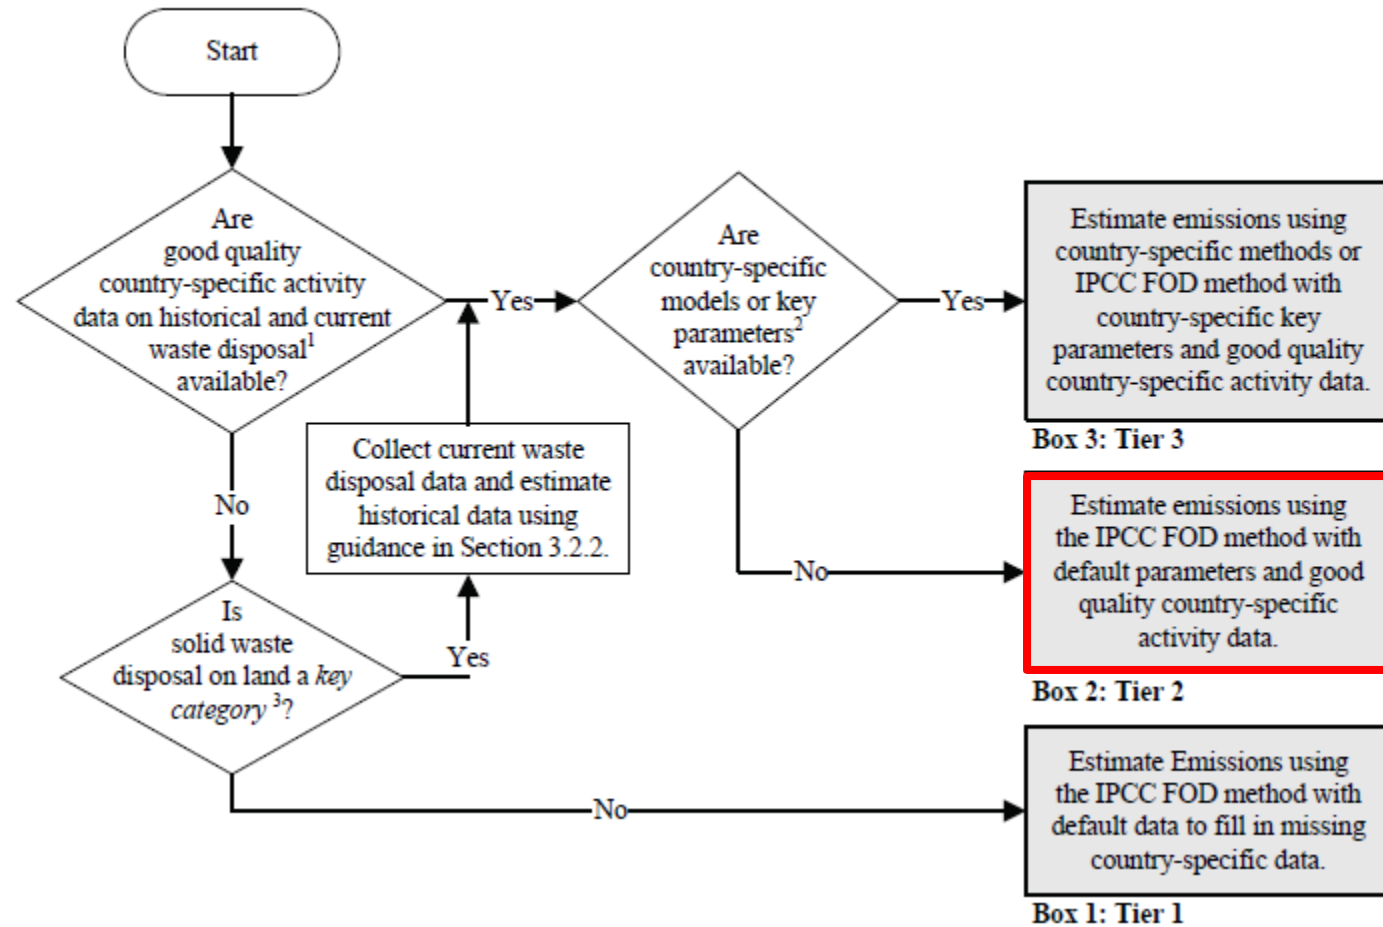 Start
Are
good quality
country-specific activity
data on historical and current
waste disposal1
available?
Yes
Are
country-specific
models or key
parameters2
available?
Yes
Estimate emissions using
country-specific methods or
IPCC FOD method with
country-specific key
parameters and good quality
country-specific activity data.
Box 3: Tier 3
Collect current waste
disposal data and estimate
historical data using
guidance in Section 3.2.2.
No
No
Estimate emissions using
the IPCC FOD method with
default parameters and good
quality country-specific
activity data.
Box 2: Tier 2
Is
solid waste
disposal on land a key
category 3?
Yes
No
Estimate Emissions using
the IPCC FOD method with
default data to fill in missing
country-specific data.
Box 1: Tier 1